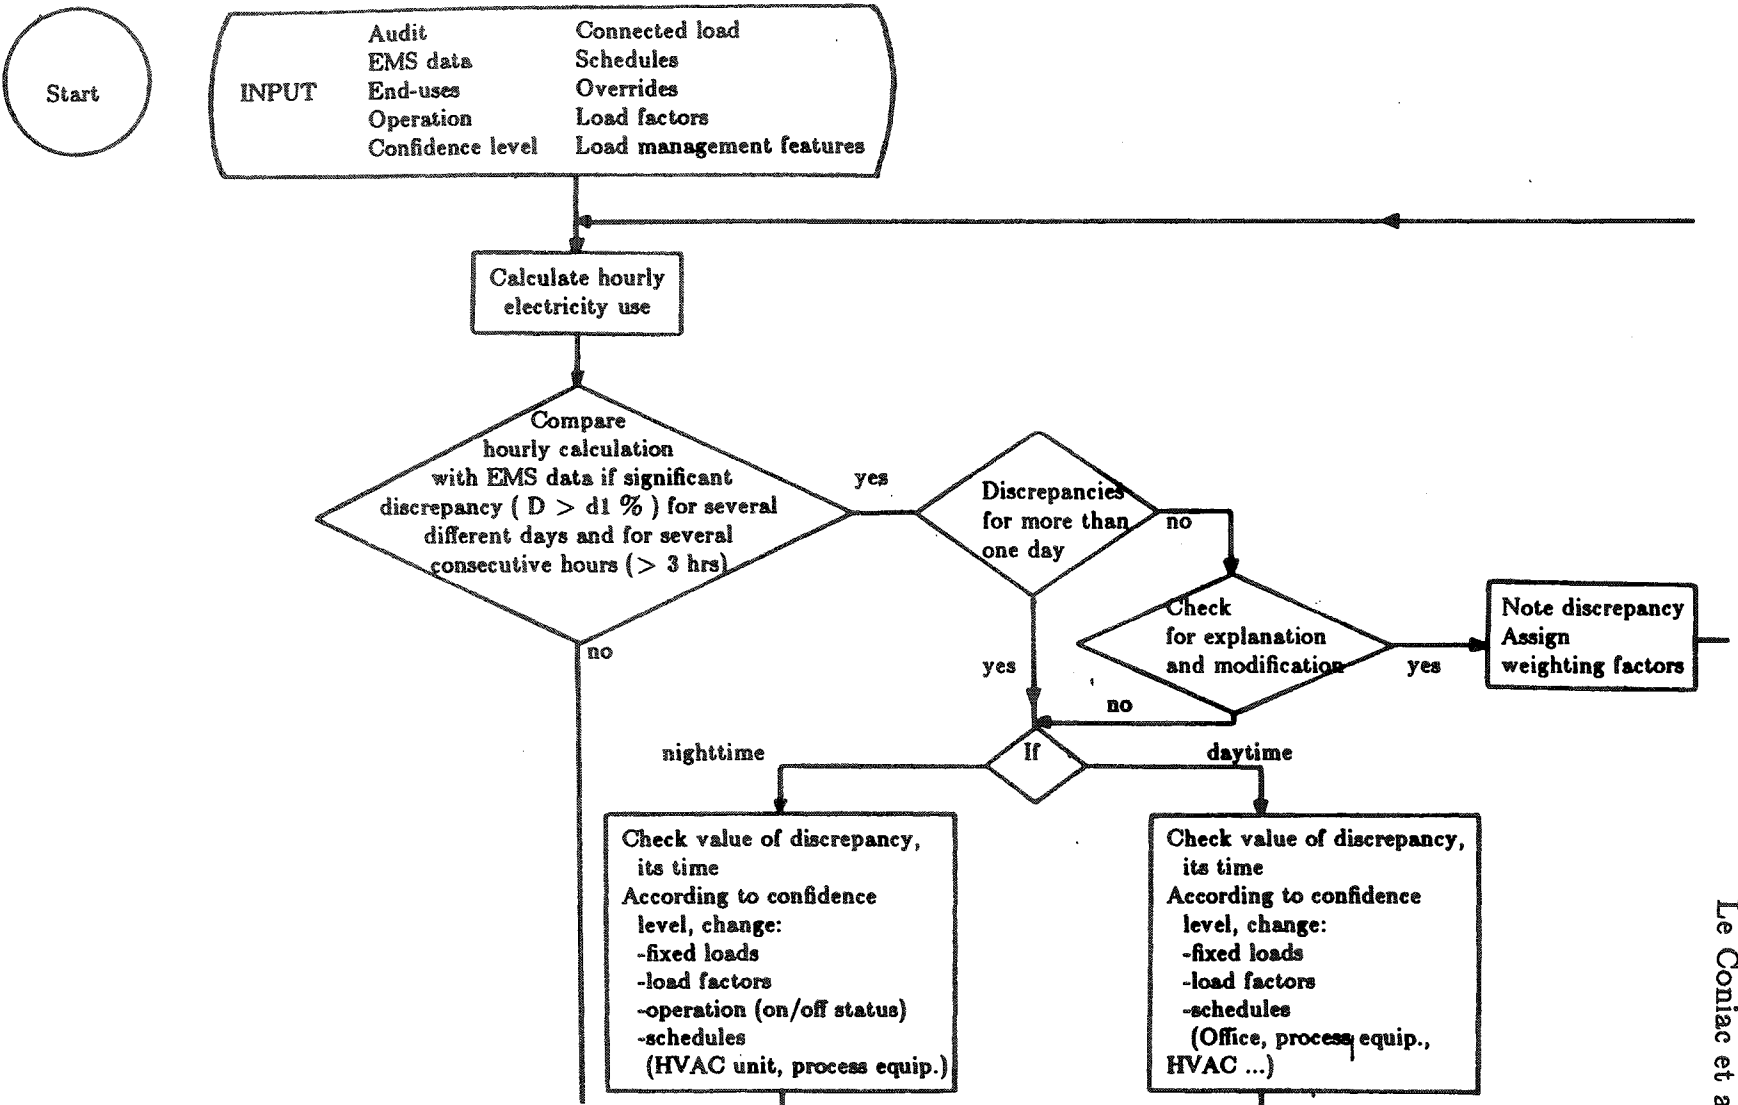 Start
INPUT
Audit
EMS data
End-uses
Operation
Confidence level
Connected load
Schedules
Overrides
Load factors
Load management features
Calculate hourly
electricity use
Compare
hourly calculation
with EMS data if significant
discrepancy ( D > d1 % ) for several
different days and for several
consecutive hours (> 3 hrs)
yes
no
Discrepancies
for more than
one day
no
yes
Check
for explanation
and modification
yes
no
Note discrepancy
Assign
weighting factors
If
nighttime
daytime
Check value of discrepancy,
its time
According to confidence
level, change:
-fixed loads
-load factors
-operation (on/off status)
-schedules
(HVAC unit, process equip.)
Check value of discrepancy,
its time
According to confidence
level, change:
-fixed loads
-load factors
-schedules
(Office, process equip.,
HVAC ...)
Le Coniac et a